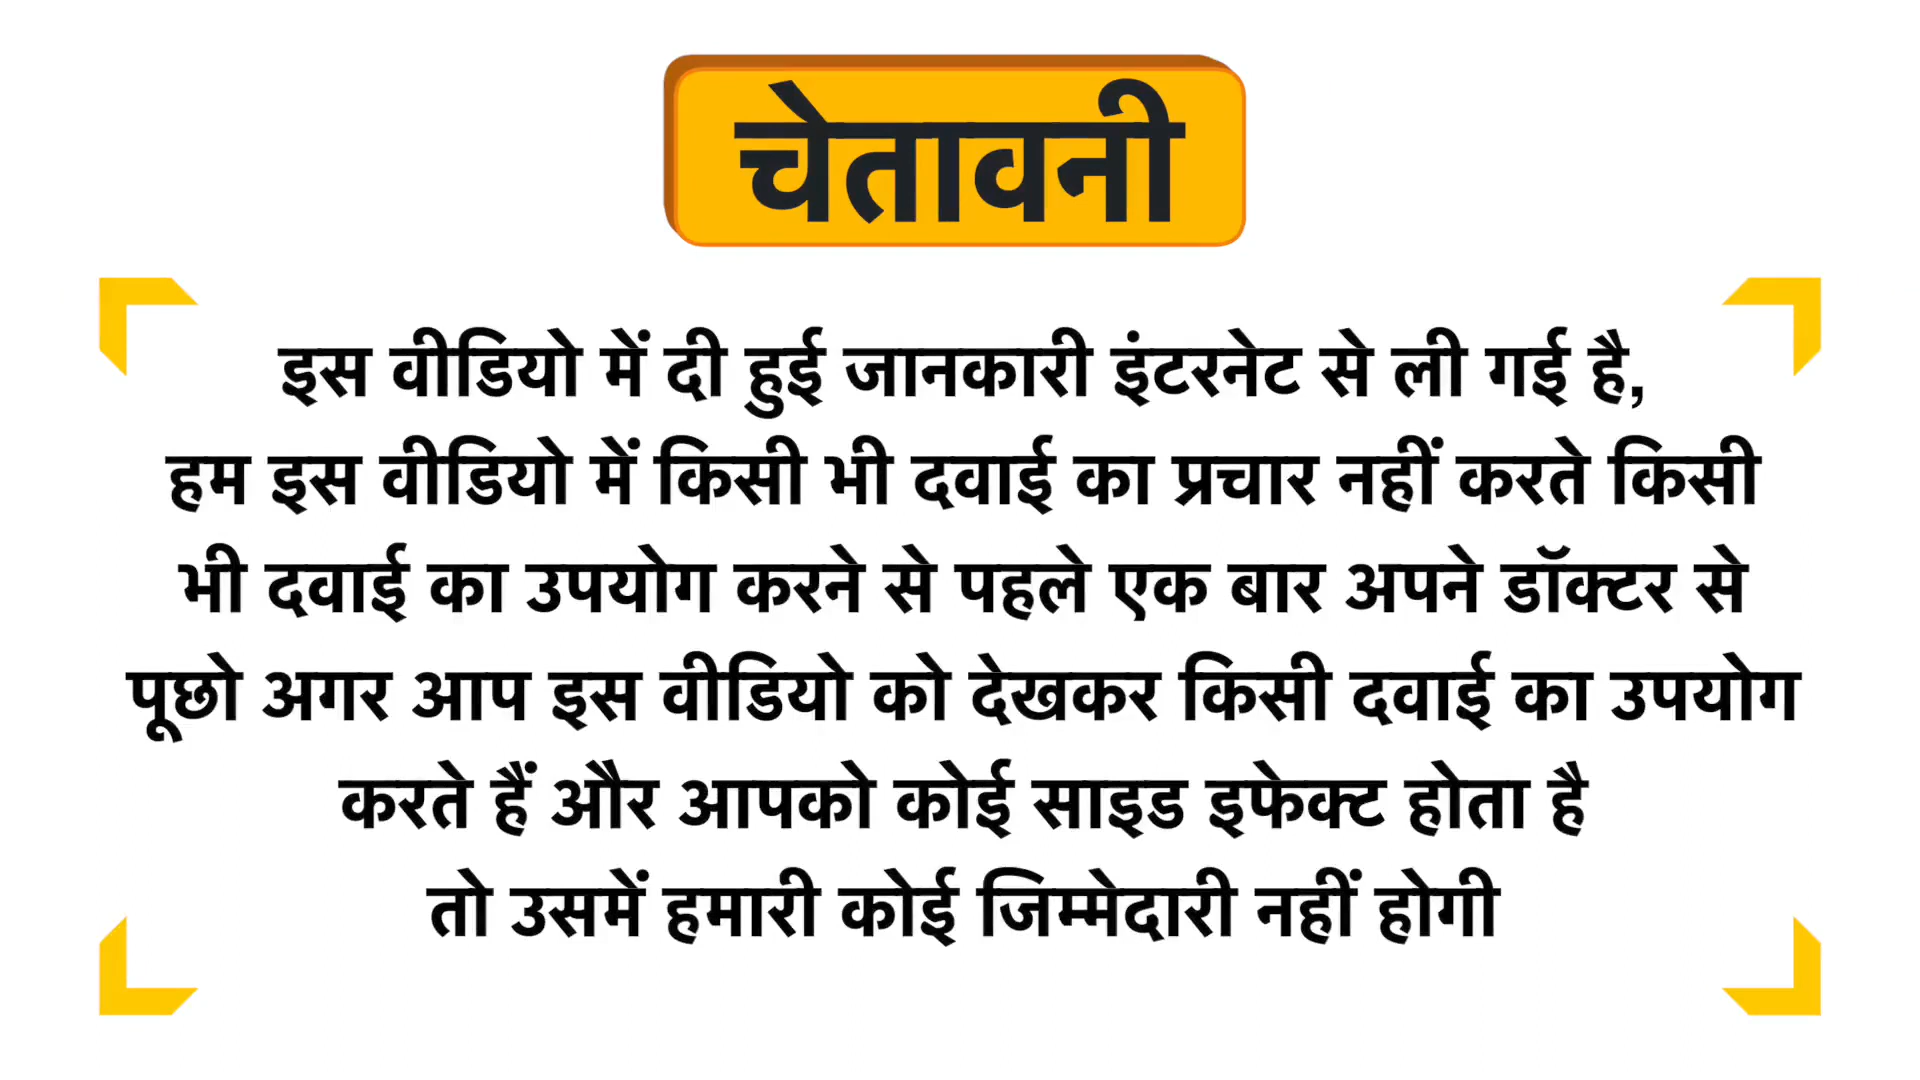 चेतावनी
इस वीडियो में दी हुई जानकारी इंटरनेट से ली गई है,
हम इस वीडियो में किसी भी दवाई का प्रचार नहीं करते किसी
भी दवाई का उपयोग करने से पहले एक बार अपने डॉक्टर से
पूछो अगर आप इस वीडियो को देखकर किसी दवाई का उपयोग
करते हैं और आपको कोई साइड इफेक्ट होता है
तो उसमें हमारी कोई जिम्मेदारी नहीं होगी